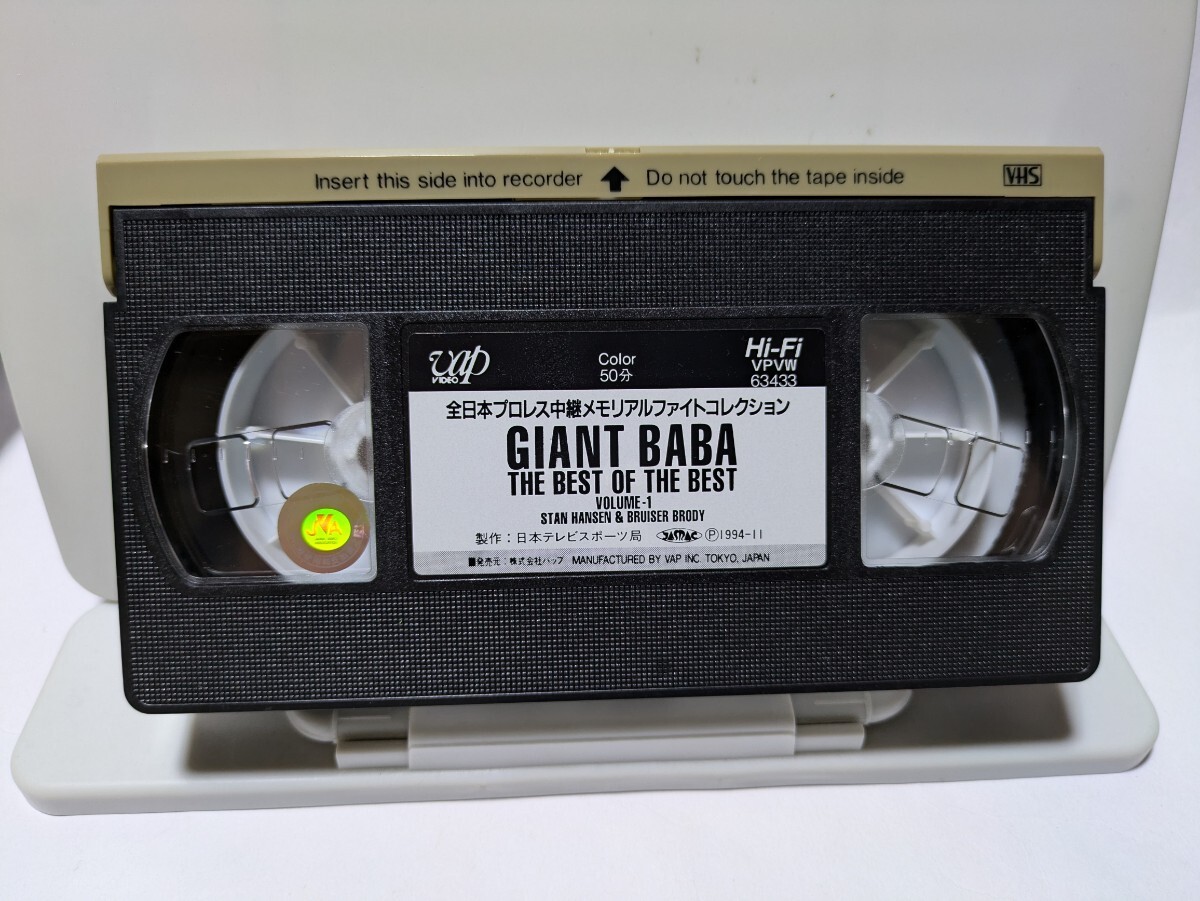 Insert this side into recorder ↑ Do not touch the tape inside VHS
vap VIDEO
Color
50分
Hi-Fi
VPVW
63433
全日本プロレス中継メモリアルファイトコレクション
GIANT BABA
THE BEST OF THE BEST
VOLUME-1
STAN HANSEN & BRUISER BRODY
製作:日本テレビスポーツ局 JASRAC Ⓟ1994-11
■発売元:株式会社バップ MANUFACTURED BY VAP INC. TOKYO, JAPAN